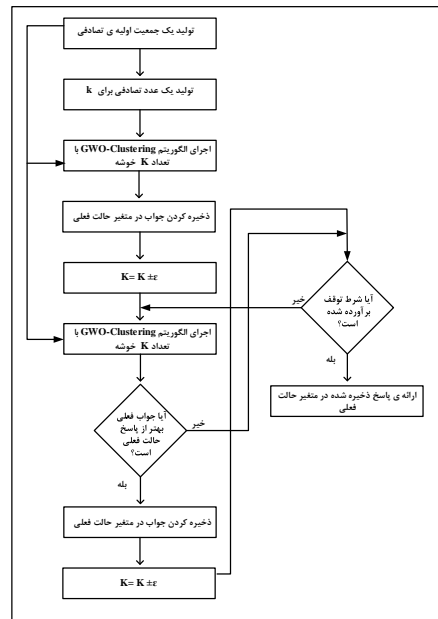 تولید یک جمعیت اولیه ی تصادفی
تولید یک عدد تصادفی برای k
اجرای الگوریتم GWO-Clustering با
تعداد K خوشه
ذخیره کردن جواب در متغیر حالت فعلی
K= K ±ε
اجرای الگوریتم GWO-Clustering با
تعداد K خوشه
آیا جواب فعلی
بهتر از پاسخ
حالت فعلی
است؟
خیر
بله
ذخیره کردن جواب در متغیر حالت فعلی
K= K ±ε
آیا شرط توقف
برآورده شده
است؟
خیر
بله
ارائه ی پاسخ ذخیره شده در متغیر حالت
فعلی